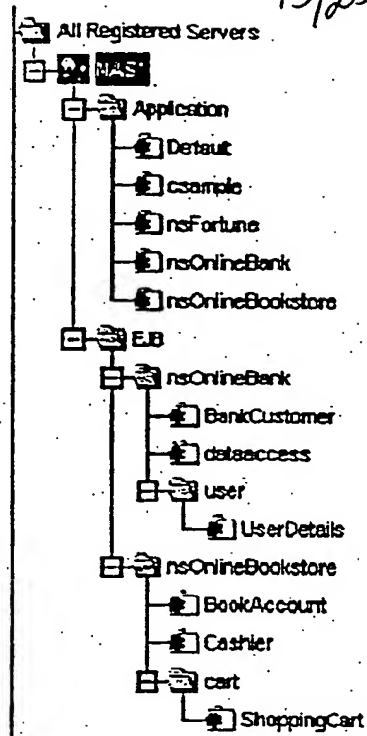 All Registered Servers
NAS1
Application
Default
csample
nsFortune
nsOnlineBank
nsOnlineBookstore
EJB
nsOnlineBank
BankCustomer
dataaccess
user
UserDetails
nsOnlineBookstore
BookAccount
Cashier
cart
ShoppingCart